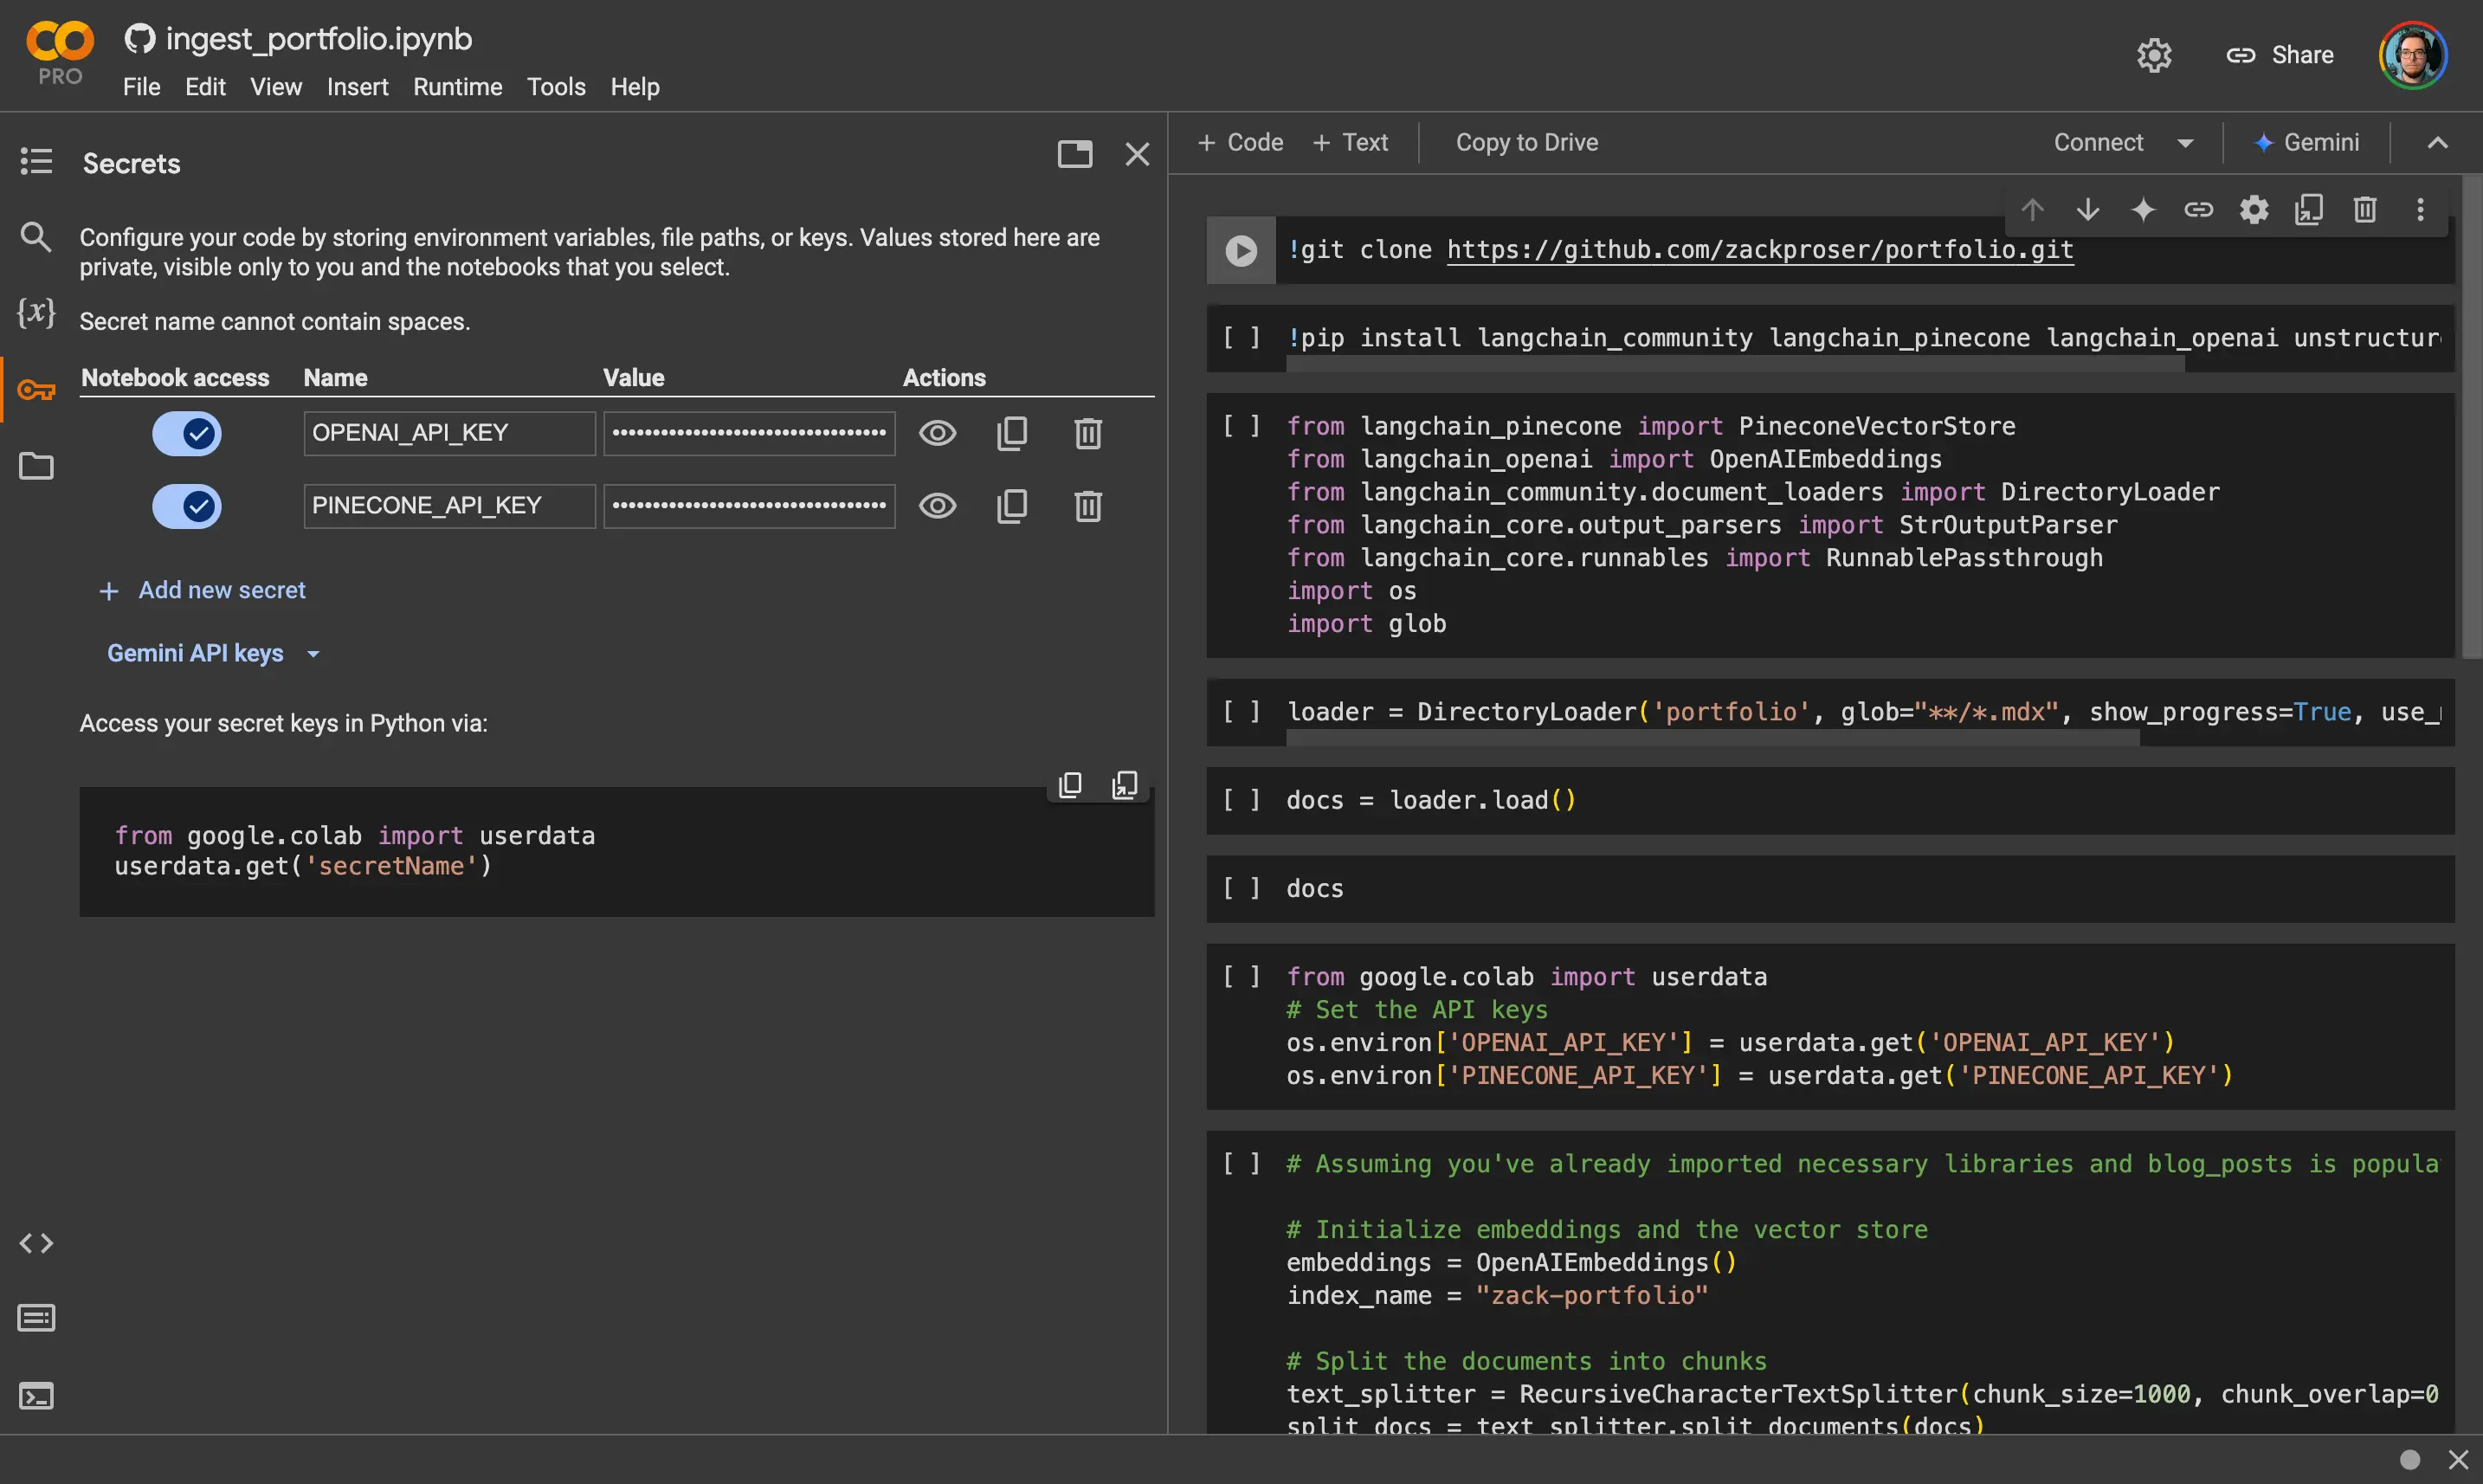 PRO
ingest_portfolio.ipynb
File Edit View Insert Runtime Tools Help
Share
Secrets
Configure your code by storing environment variables, file paths, or keys. Values stored here are
private, visible only to you and the notebooks that you select.
Secret name cannot contain spaces.
Notebook access Name Value Actions
OPENAI_API_KEY ••••••••••••••••••••••••••••••••
PINECONE_API_KEY ••••••••••••••••••••••••••••••••
+ Add new secret
Gemini API keys
Access your secret keys in Python via:
from google.colab import userdata
userdata.get('secretName')
+ Code + Text Copy to Drive Connect Gemini
!git clone https://github.com/zackproser/portfolio.git
[ ] !pip install langchain_community langchain_pinecone langchain_openai unstructur
[ ] from langchain_pinecone import PineconeVectorStore
from langchain_openai import OpenAIEmbeddings
from langchain_community.document_loaders import DirectoryLoader
from langchain_core.output_parsers import StrOutputParser
from langchain_core.runnables import RunnablePassthrough
import os
import glob
[ ] loader = DirectoryLoader('portfolio', glob="**/*.mdx", show_progress=True, use_
[ ] docs = loader.load()
[ ] docs
[ ] from google.colab import userdata
# Set the API keys
os.environ['OPENAI_API_KEY'] = userdata.get('OPENAI_API_KEY')
os.environ['PINECONE_API_KEY'] = userdata.get('PINECONE_API_KEY')
[ ] # Assuming you've already imported necessary libraries and blog_posts is popula
# Initialize embeddings and the vector store
embeddings = OpenAIEmbeddings()
index_name = "zack-portfolio"
# Split the documents into chunks
text_splitter = RecursiveCharacterTextSplitter(chunk_size=1000, chunk_overlap=0
split_docs = text_splitter.split_documents(docs)